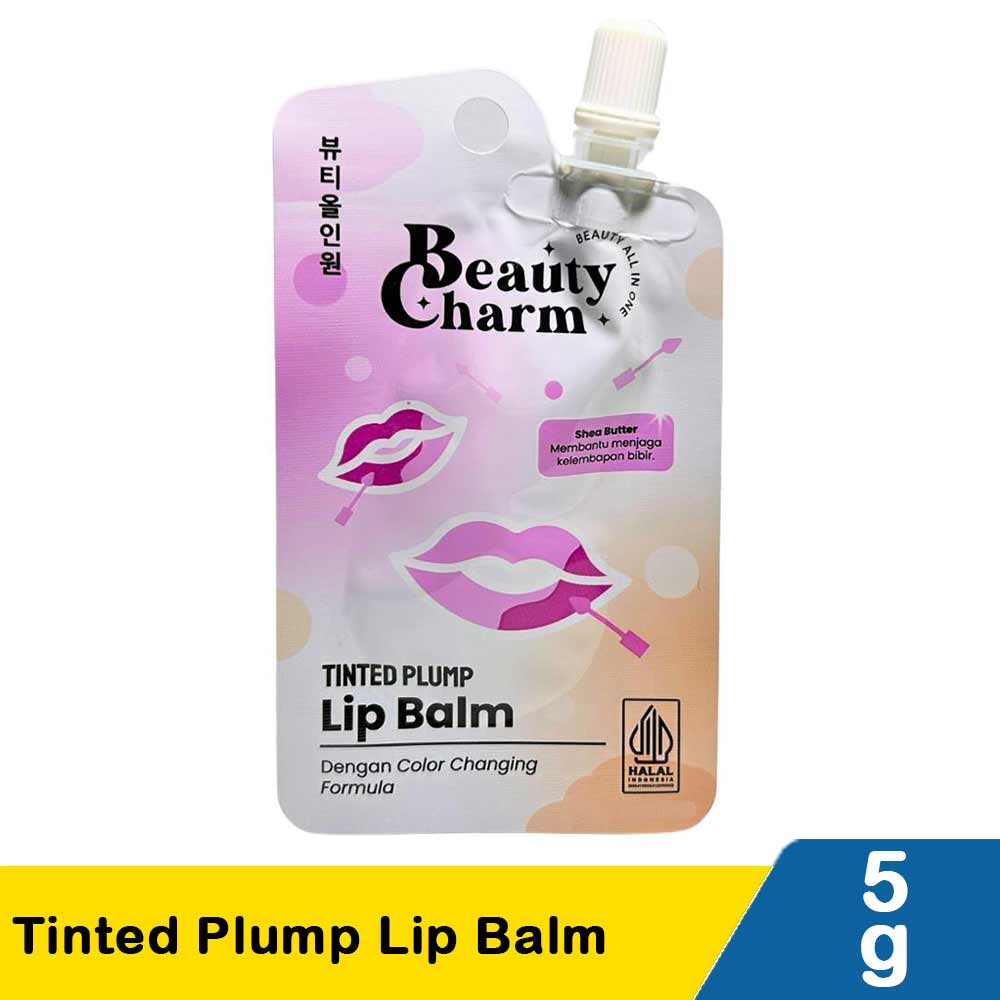 뷰티올인원
Beauty
Charm
BEAUTY ALL IN ONE
Shea Butter
Membantu menjaga
kelembapan bibir.
TINTED PLUMP
Lip Balm
Dengan Color Changing
Formula
HALAL
INDONESIA
Tinted Plump Lip Balm
5
g